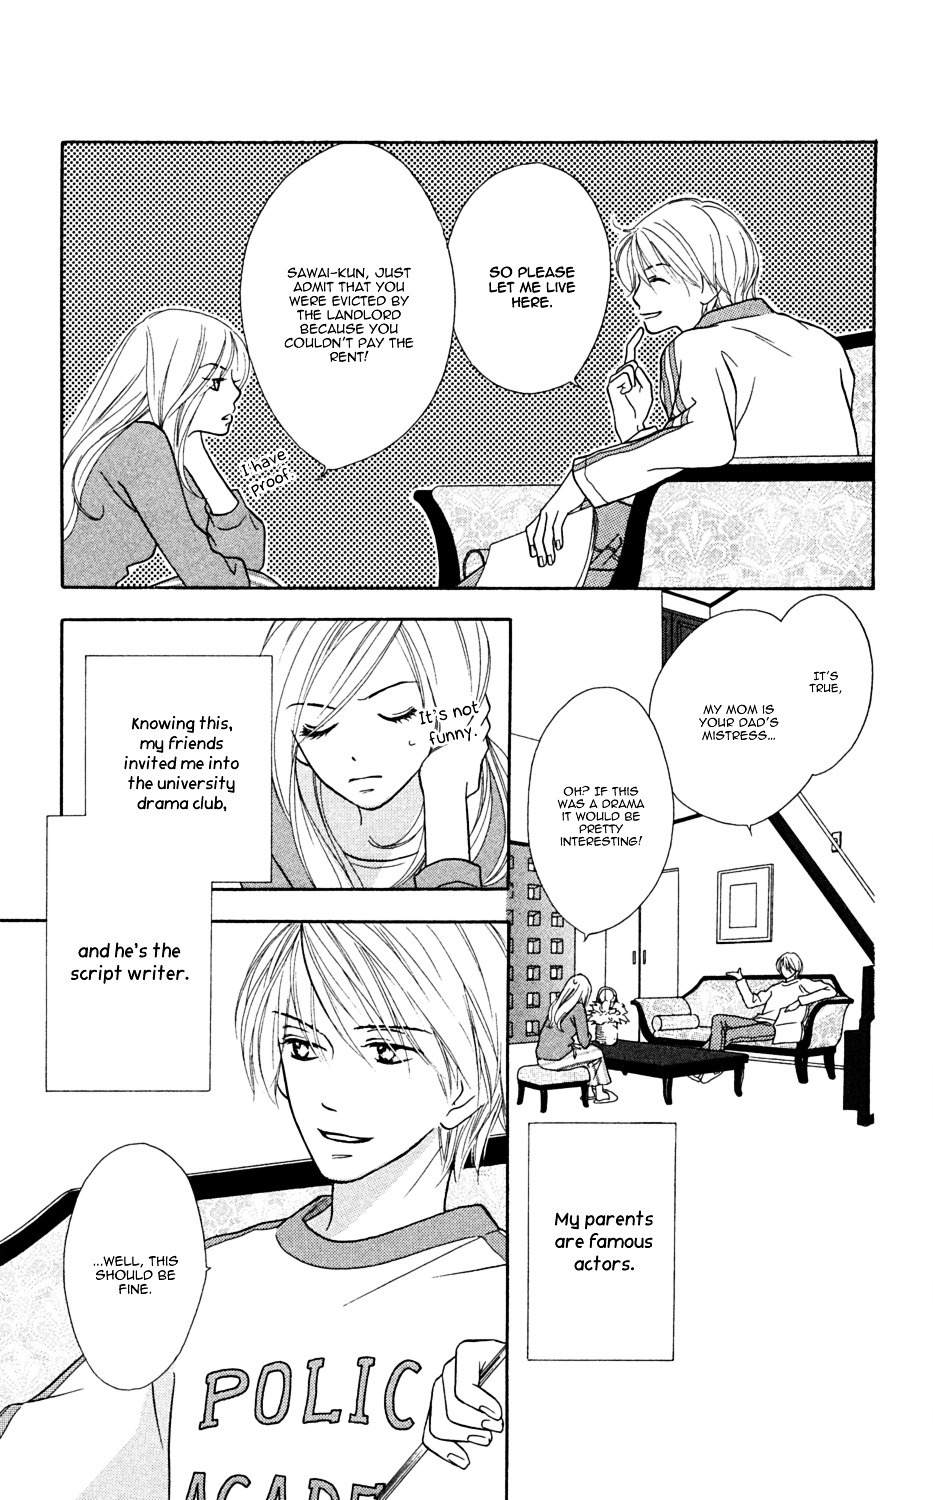 SO PLEASE
LET ME LIVE
HERE.
SAWAI-KUN, JUST
ADMIT THAT YOU
WERE EVICTED BY
THE LANDLORD
BECAUSE YOU
COULDN'T PAY THE
RENT!
I have
proof
IT'S
TRUE,
MY MOM IS
YOUR DAD'S
MISTRESS...
OH? IF THIS
WAS A DRAMA
IT WOULD BE
PRETTY
INTERESTING!
My parents
are famous
actors.
It's not
funny.
Knowing this,
my friends
invited me into
the university
drama club,
and he's the
script writer.
...WELL, THIS
SHOULD BE
FINE.
POLIC
ACADE